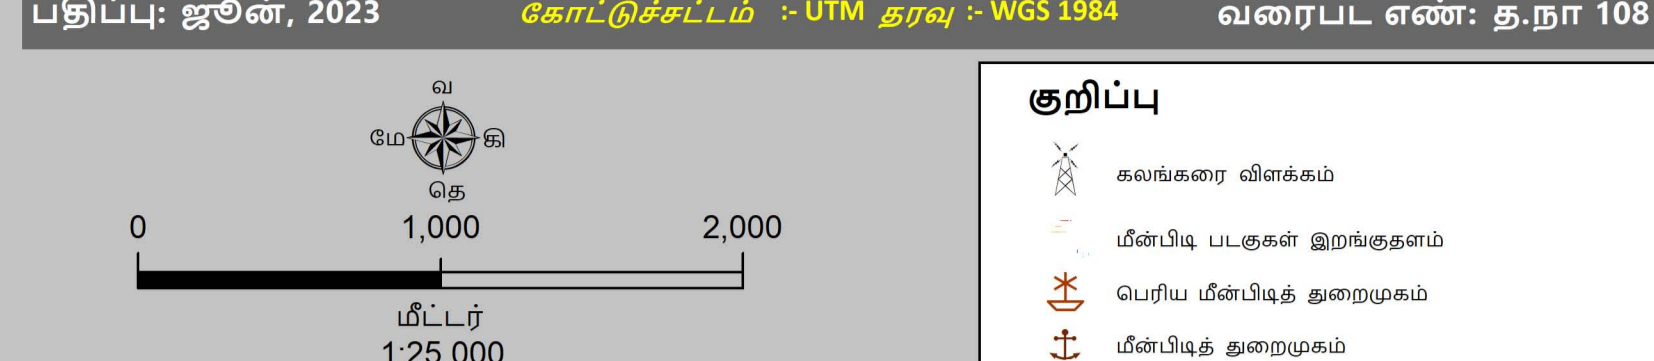 பதிப்பு: ஜூன், 2023 கோட்டுச்சட்டம் :- UTM தரவு :- WGS 1984 வரைபட எண்: த.நா 108
வ
மே கி
தெ
0 1,000 2,000
மீட்டர்
1:25,000
குறிப்பு
கலங்கரை விளக்கம்
மீன்பிடி படகுகள் இறங்குதளம்
பெரிய மீன்பிடித் துறைமுகம்
மீன்பிடித் துறைமுகம்